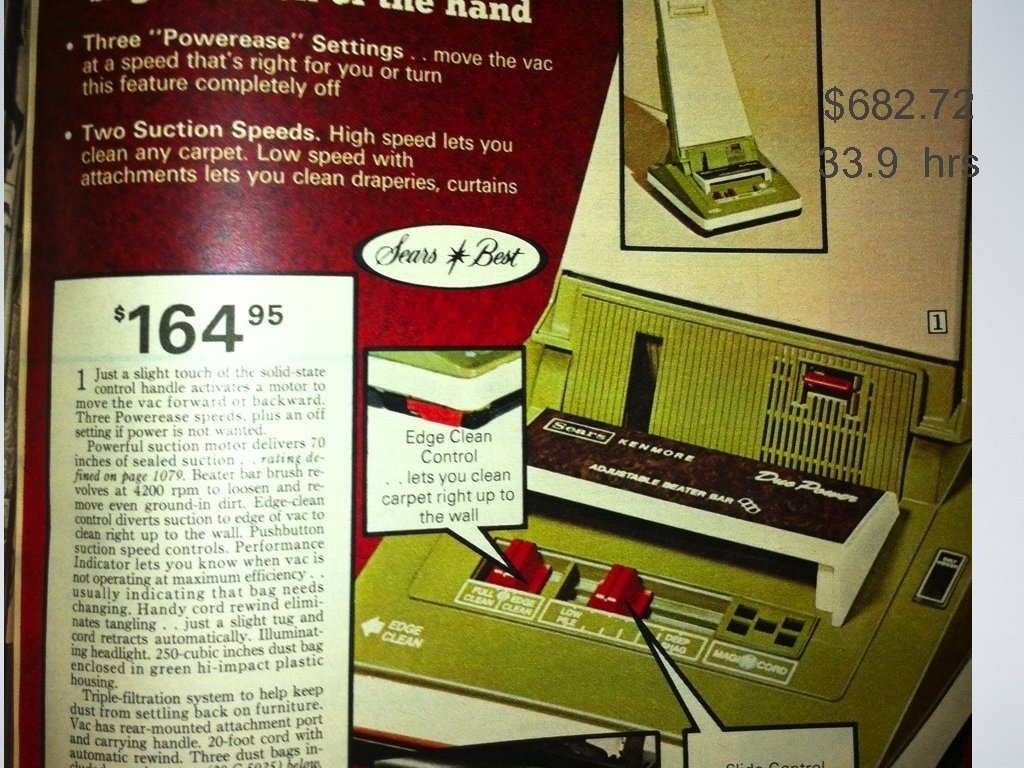 of the hand
• Three "Powerease" Settings . . move the vac
at a speed that's right for you or turn
this feature completely off
• Two Suction Speeds. High speed lets you
clean any carpet. Low speed with
attachments lets you clean draperies, curtains
$682.72
33.9 hrs
Sears Best
1
$164 95
1 Just a slight touch of the solid-state
control handle activates a motor to
move the vac forward or backward.
Three Powerease speeds, plus an off
setting if power is not wanted.
Powerful suction motor delivers 70
inches of sealed suction . . rating de-
fined on page 1079. Beater bar brush re-
volves at 4200 rpm to loosen and re-
move even ground-in dirt. Edge-clean
control diverts suction to edge of vac to
clean right up to the wall. Pushbutton
suction speed controls. Performance
Indicator lets you know when vac is
not operating at maximum efficiency . .
usually indicating that bag needs
changing. Handy cord rewind elimi-
nates tangling . . just a slight tug and
cord retracts automatically. Illuminat-
ing headlight. 250-cubic inches dust bag
enclosed in green hi-impact plastic
housing.
Triple-filtration system to help keep
dust from settling back on furniture.
Vac has rear-mounted attachment port
and carrying handle. 20-foot cord with
automatic rewind. Three dust bags in-
below.
Edge Clean
Control
. . lets you clean
carpet right up to
the wall
Sears KENMORE
ADJUSTABLE BEATER BAR
Duo Power
FULL CLEAN EDGE CLEAN
LOW PILE
DEEP SHAG
MAGI CORD
EDGE CLEAN
Slide Control